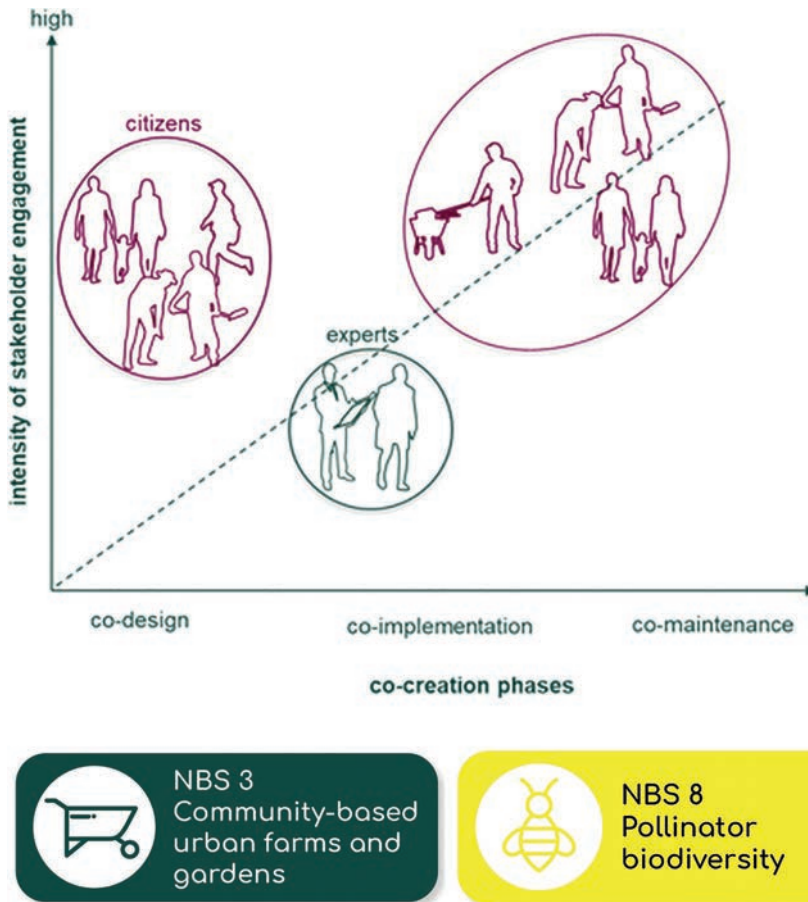 high
citizens
experts
intensity of stakeholder engagement
co-design
co-implementation
co-maintenance
co-creation phases
NBS 3
Community-based
urban farms and
gardens
NBS 8
Pollinator
biodiversity